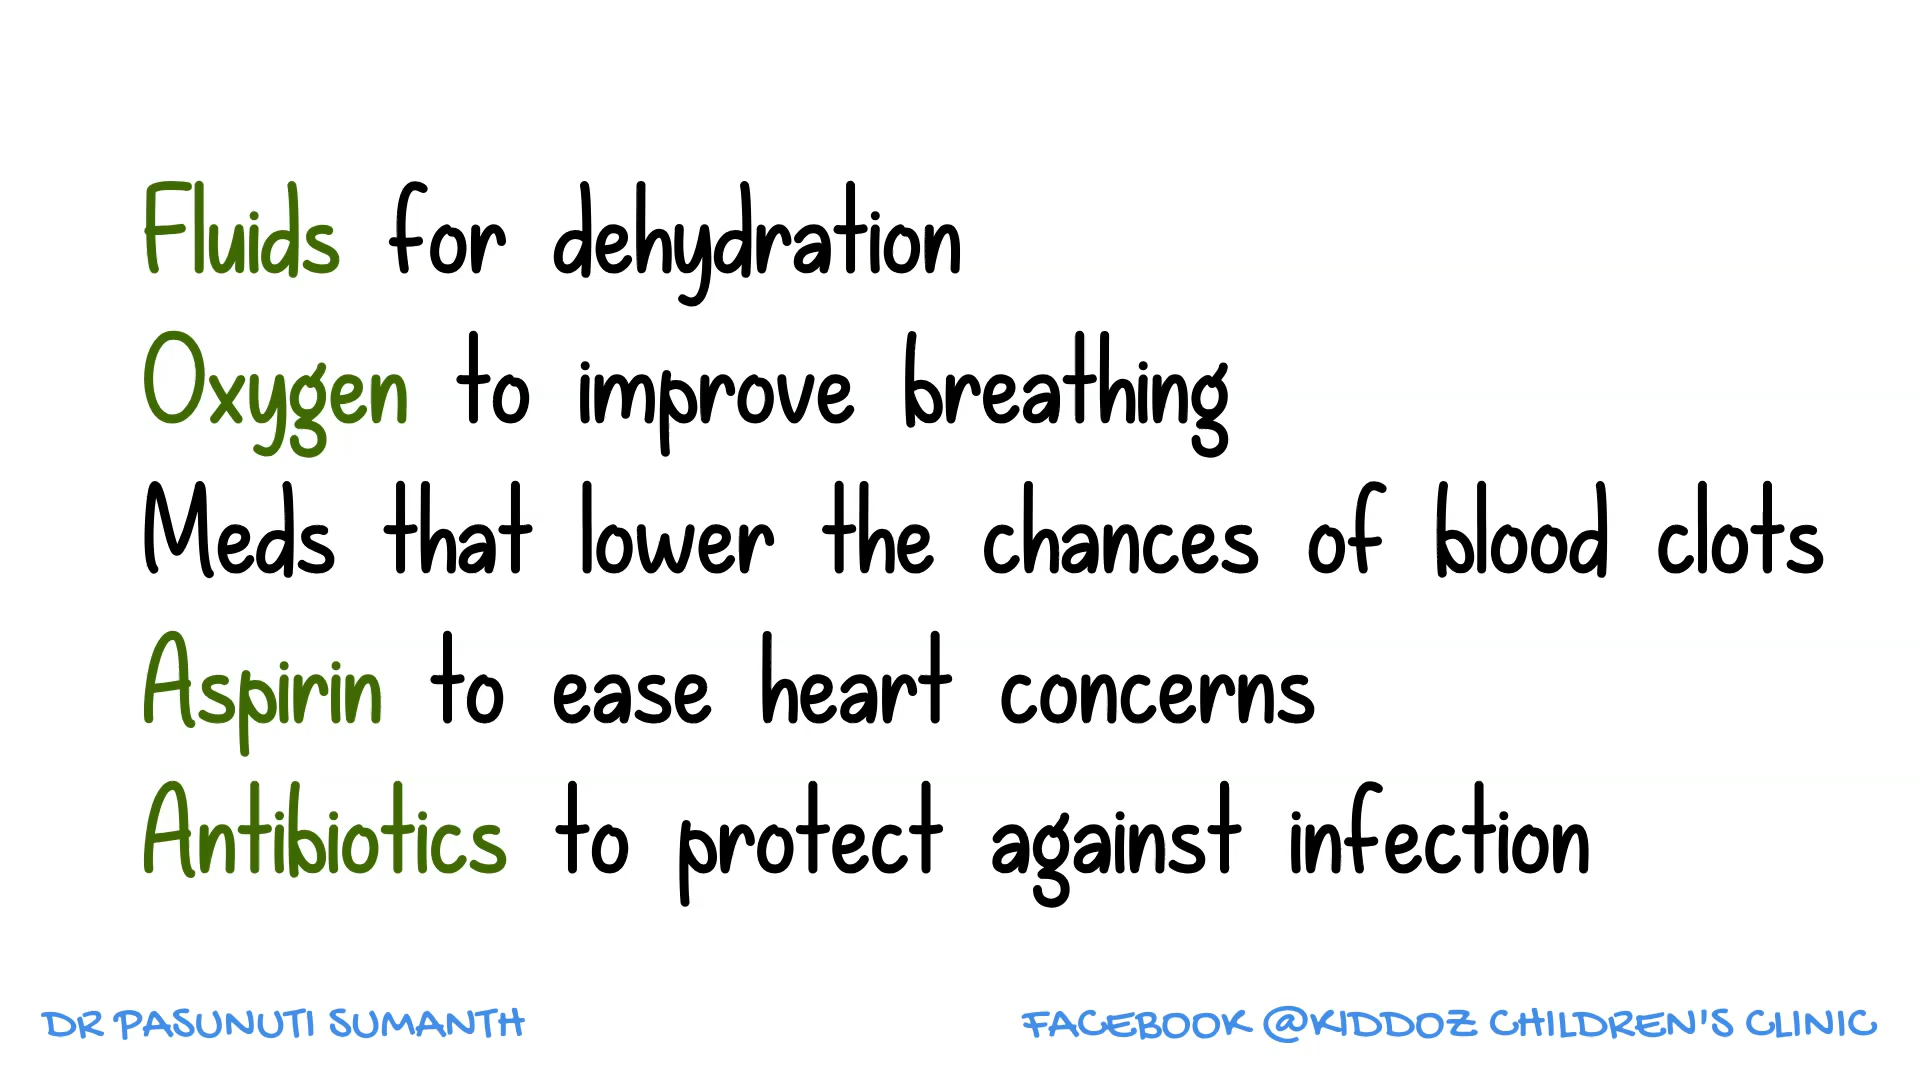 Fluids for dehydration
Oxygen to improve breathing
Meds that lower the chances of blood clots
Aspirin to ease heart concerns
Antibiotics to protect against infection
DR PASUNUTI SUMANTH
FACEBOOK @KIDDOZ CHILDREN'S CLINIC